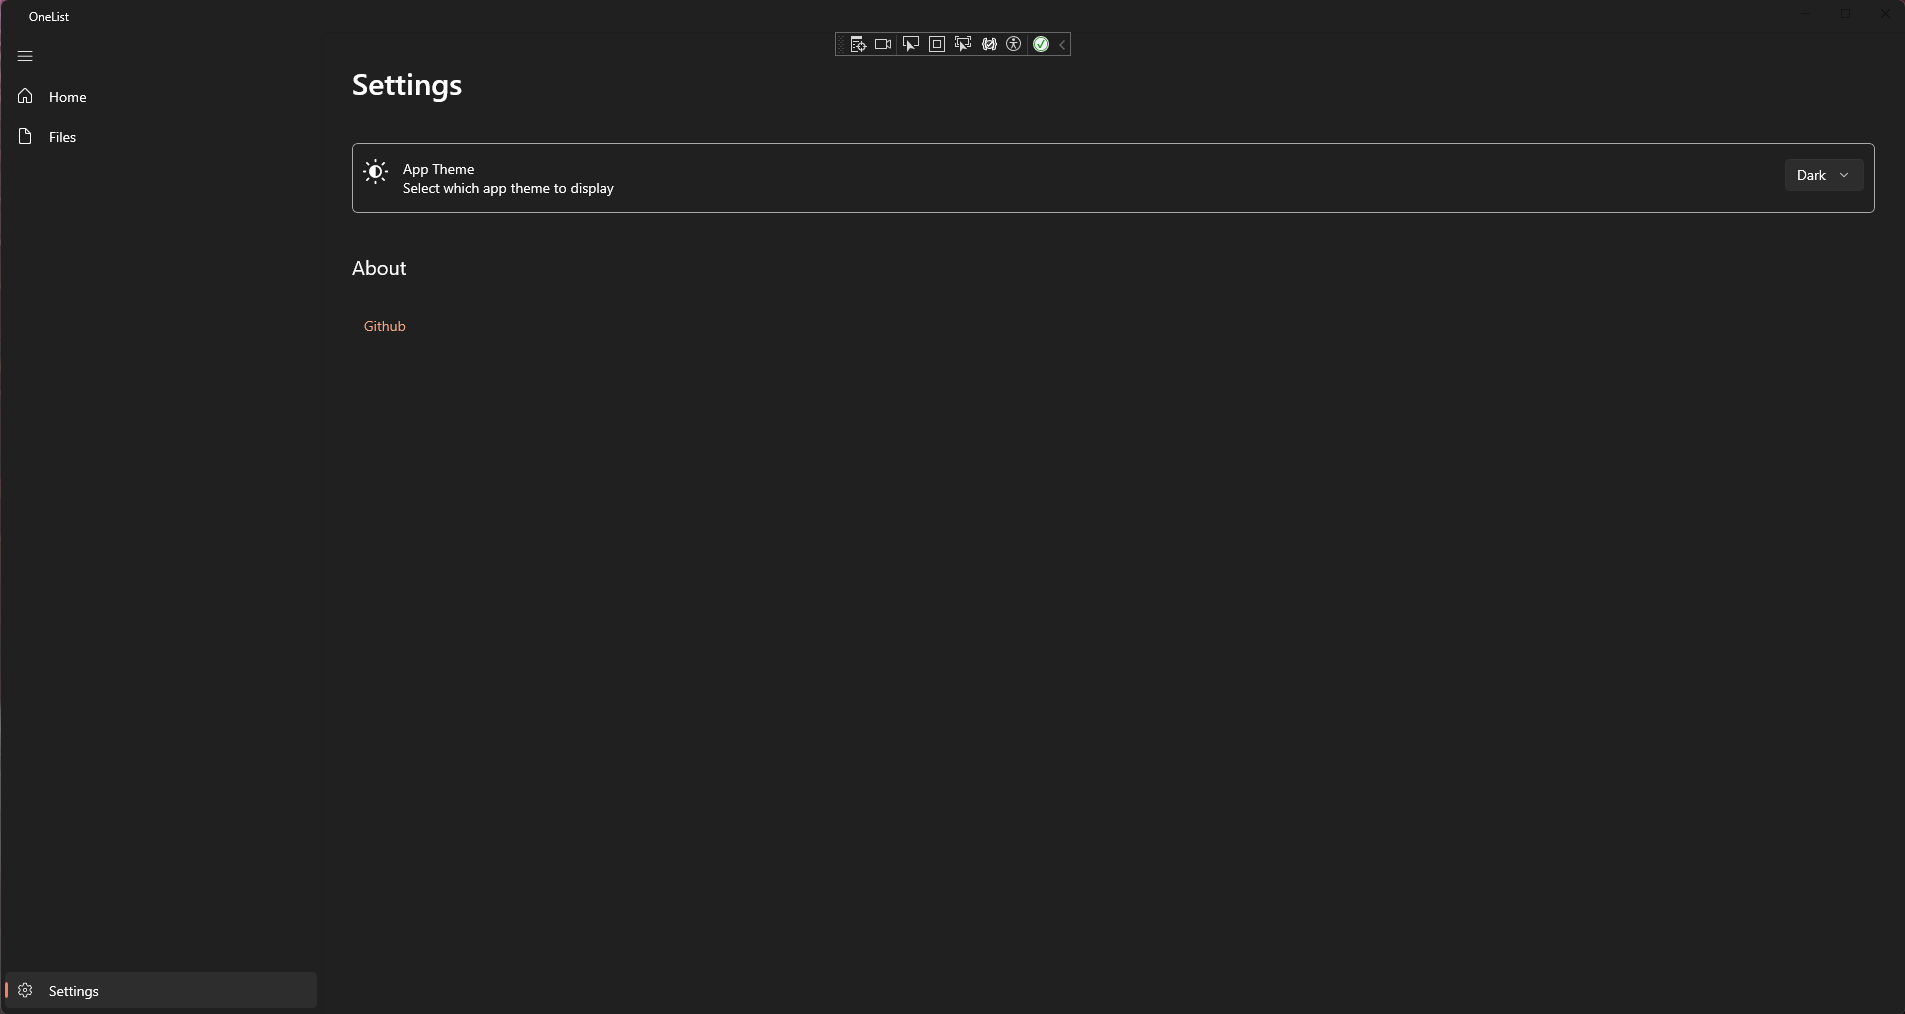 OneList
Home
Files
Settings
App Theme
Select which app theme to display
Dark
About
Github
Settings